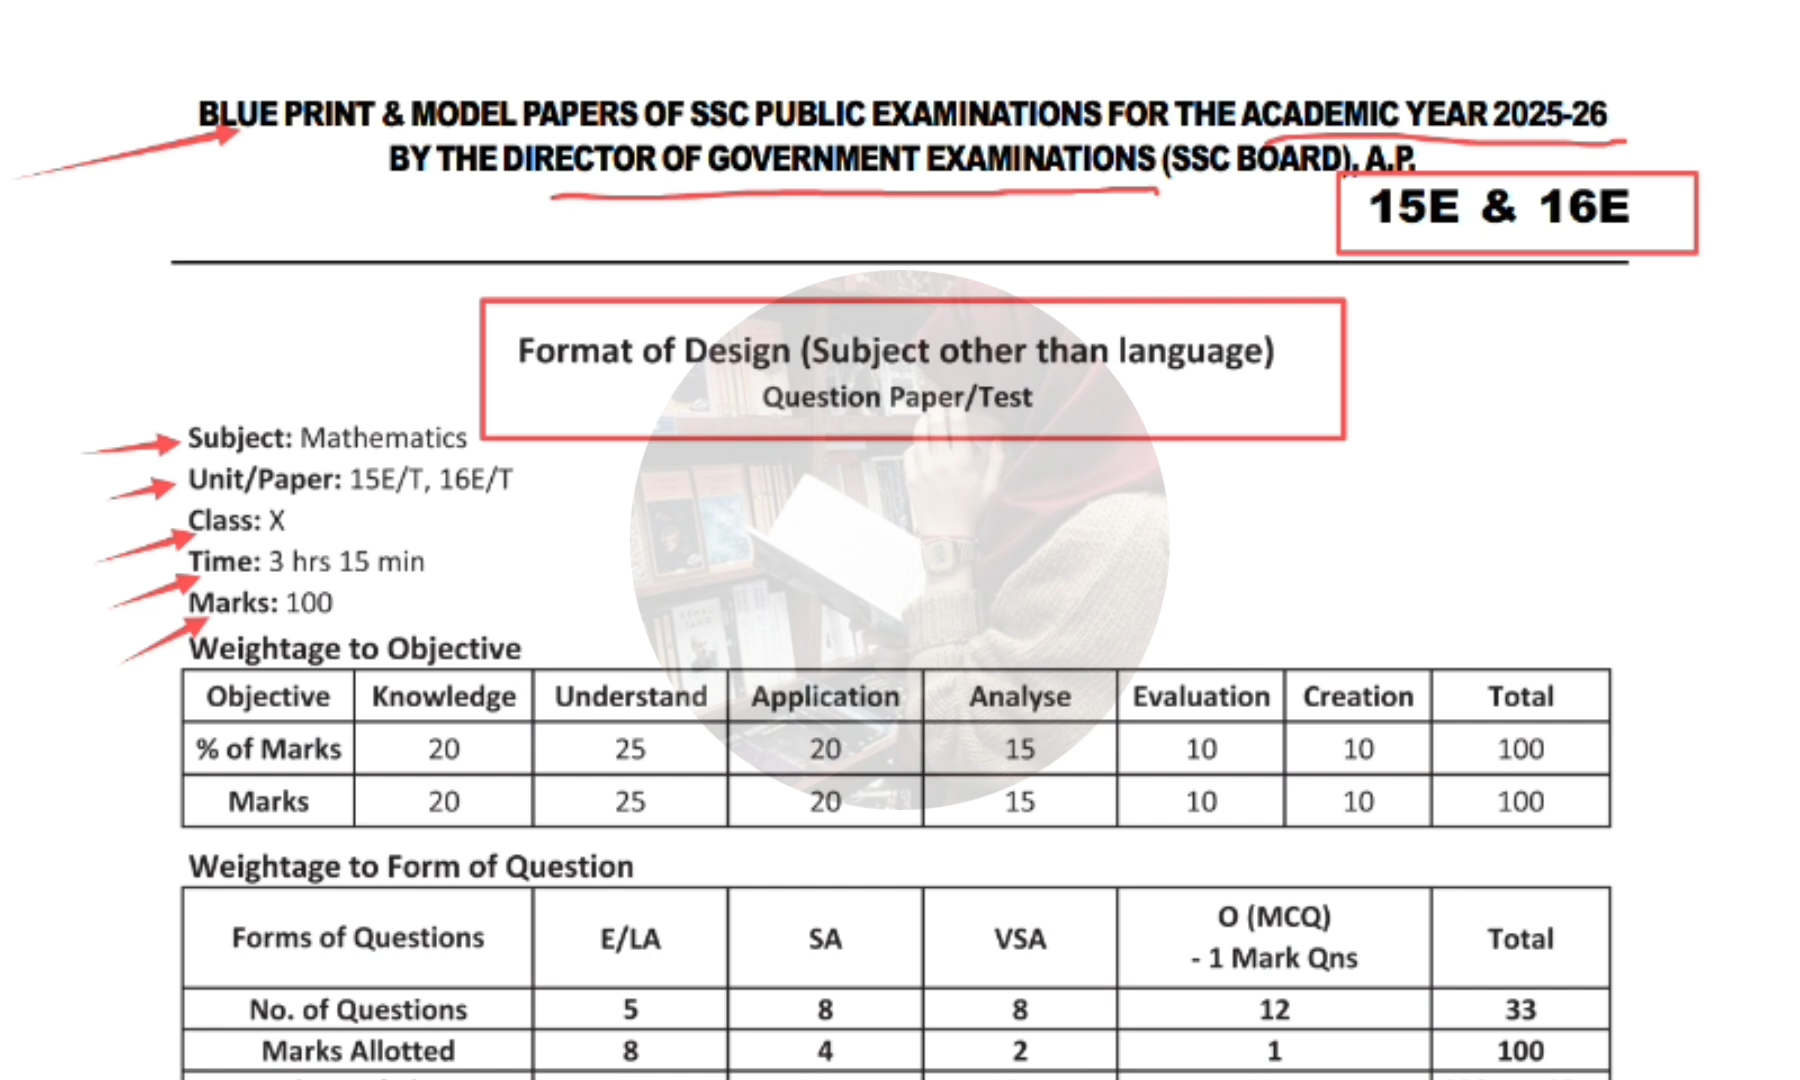 BLUE PRINT & MODEL PAPERS OF SSC PUBLIC EXAMINATIONS FOR THE ACADEMIC YEAR 2025-26
BY THE DIRECTOR OF GOVERNMENT EXAMINATIONS (SSC BOARD), A.P.
15E & 16E
Format of Design (Subject other than language)
Question Paper/Test
Subject: Mathematics
Unit/Paper: 15E/T, 16E/T
Class: X
Time: 3 hrs 15 min
Marks: 100
Weightage to Objective
Objective Knowledge Understand Application Analyse Evaluation Creation Total
% of Marks 20 25 20 15 10 10 100
Marks 20 25 20 15 10 10 100
Weightage to Form of Question
Forms of Questions E/LA SA VSA O (MCQ) - 1 Mark Qns Total
No. of Questions 5 8 8 12 33
Marks Allotted 8 4 2 1 100